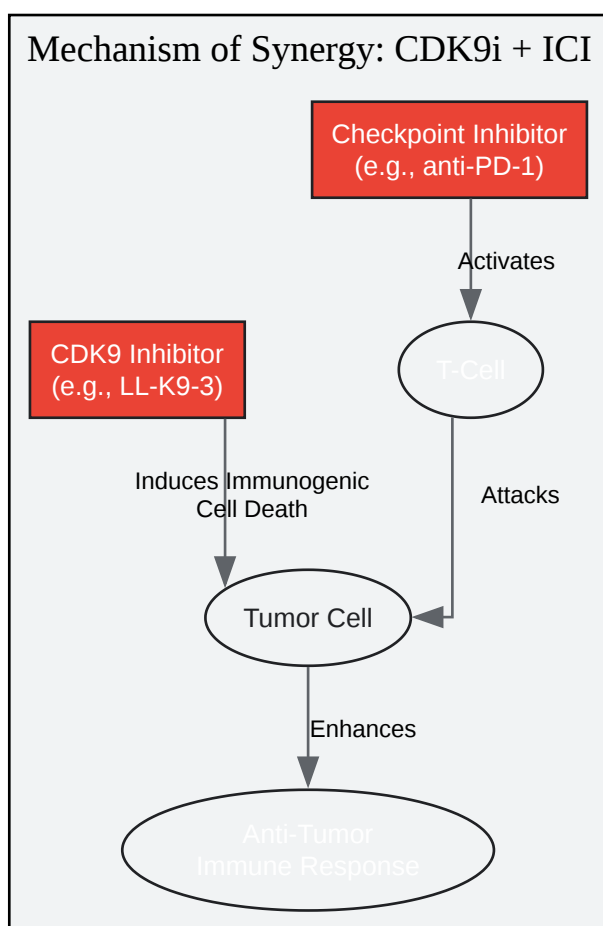 Mechanism of Synergy: CDK9i + ICI
Checkpoint Inhibitor
(e.g., anti-PD-1)
Activates
CDK9 Inhibitor
(e.g., LL-K9-3)
T-Cell
Induces Immunogenic
Cell Death
Attacks
Tumor Cell
Enhances
Anti-Tumor
Immune Response